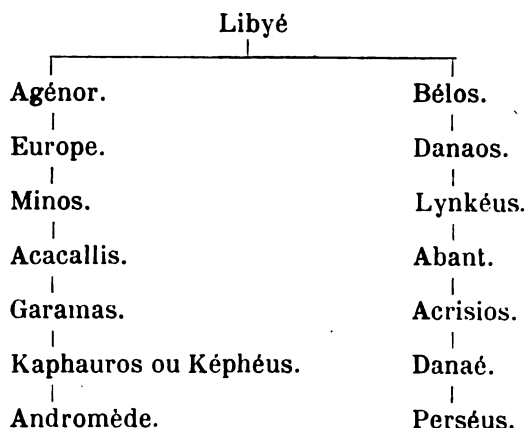 Libyé
Agénor. Bélos.
Europe. Danaos.
Minos. Lynkéus.
Acacallis. Abant.
Garamas. Acrisios.
Kaphauros ou Képhéus. Danaé.
Andromède. Perséus.